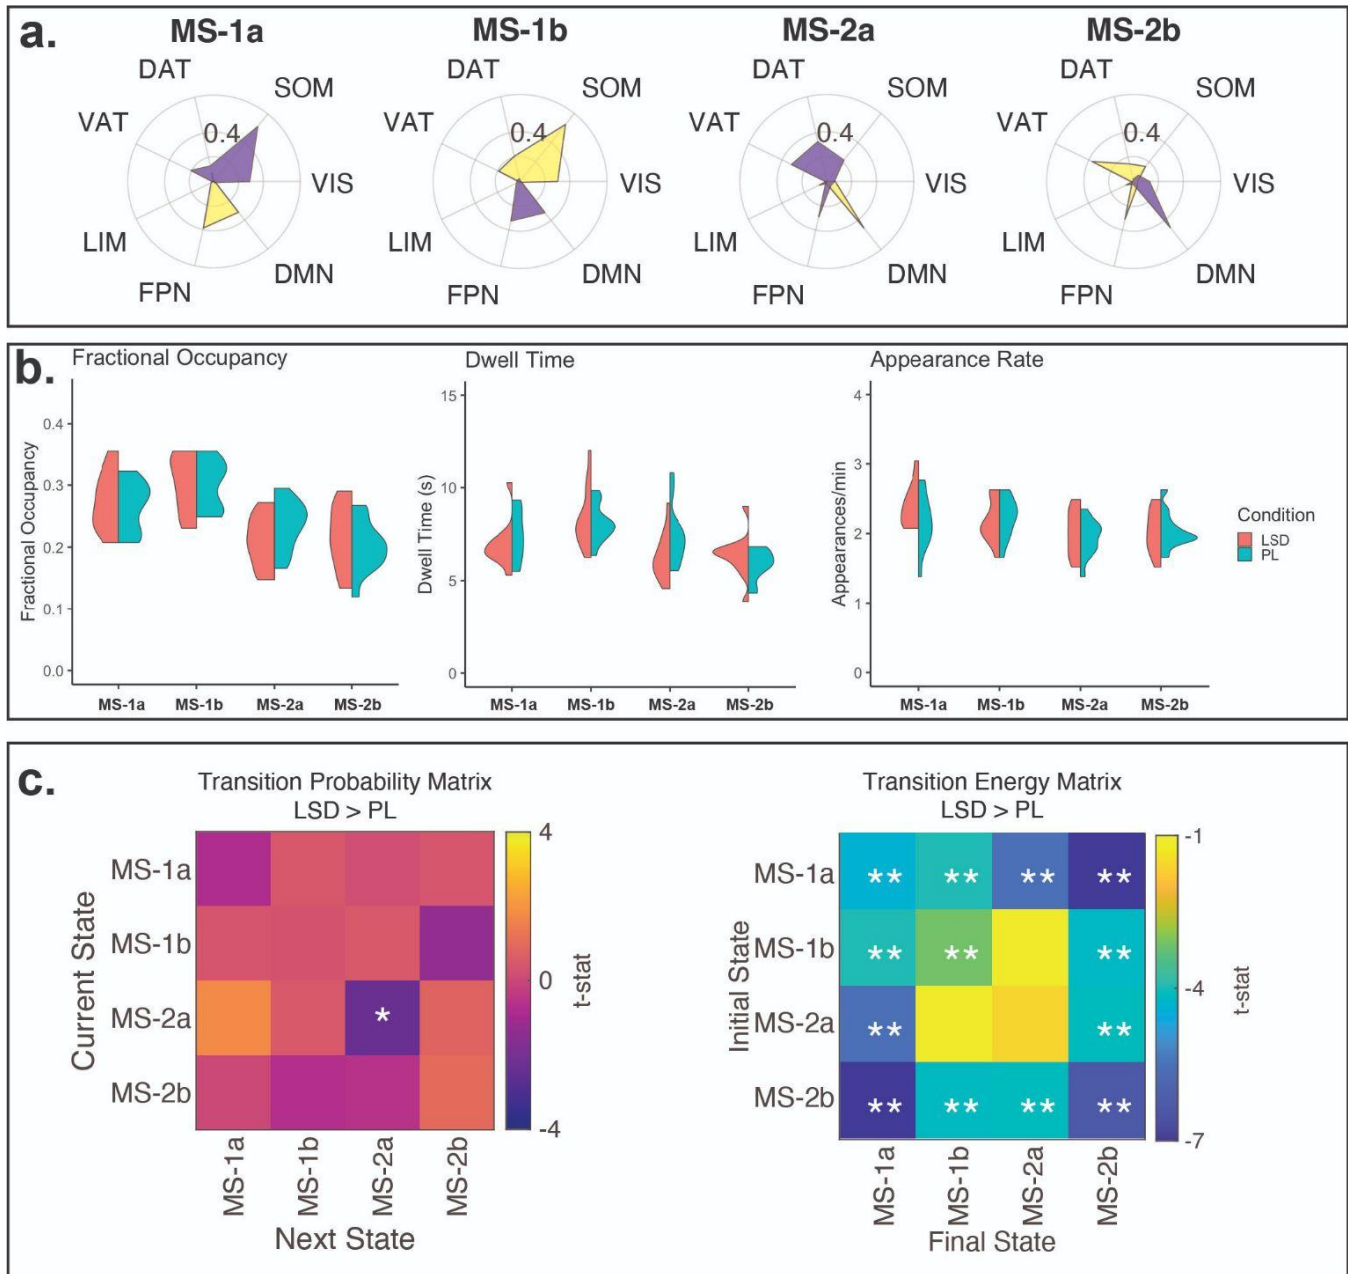 a.
MS-1a
MS-1b
MS-2a
MS-2b
DAT
SOM
VAT
0.4
VIS
LIM
DMN
FPN
DAT
SOM
VAT
0.4
VIS
LIM
DMN
FPN
DAT
SOM
VAT
0.4
VIS
LIM
DMN
FPN
DAT
SOM
VAT
0.4
VIS
LIM
DMN
FPN
b.
Fractional Occupancy
Fractional Occupancy
0.4
0.3
0.2
0.1
0.0
MS-1a MS-1b MS-2a MS-2b
Dwell Time
Dwell Time (s)
15
10
5
0
MS-1a MS-1b MS-2a MS-2b
Appearance Rate
Appearances/min
4
3
2
1
0
MS-1a MS-1b MS-2a MS-2b
Condition
LSD
PL
c.
Transition Probability Matrix
LSD > PL
Current State
MS-1a
MS-1b
MS-2a
*
MS-2b
MS-1a MS-1b MS-2a MS-2b
Next State
4
0
-4
t-stat
Transition Energy Matrix
LSD > PL
Initial State
MS-1a
** ** ** **
MS-1b
** ** **
MS-2a
** **
MS-2b
** ** ** **
MS-1a MS-1b MS-2a MS-2b
Final State
-1
-4
-7
t-stat